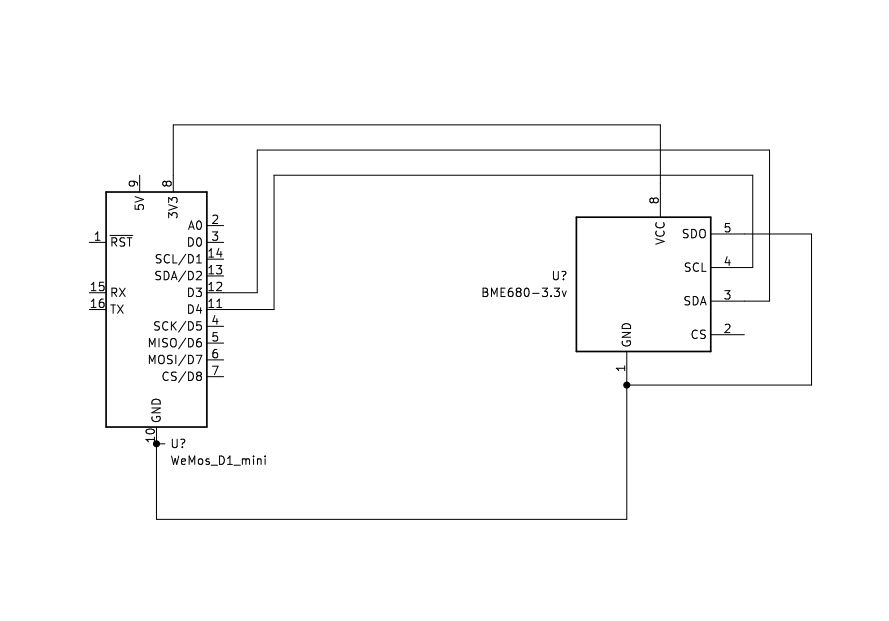 9
8
5V
3V3
1
RST
15
RX
16
TX
A0
2
D0
3
SCL/D1
14
SDA/D2
13
D3
12
D4
11
SCK/D5
4
MISO/D6
5
MOSI/D7
6
CS/D8
7
GND
10
U?
WeMos_D1_mini
8
VCC
SDO
5
SCL
4
SDA
3
CS
2
GND
1
U?
BME680-3.3v